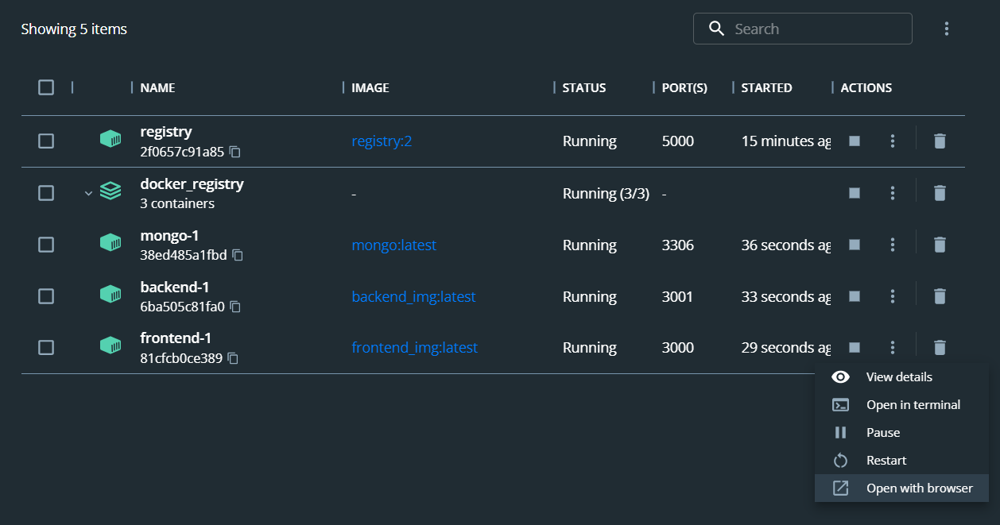 Showing 5 items
Search
NAME IMAGE STATUS PORT(S) STARTED ACTIONS
registry
2f0657c91a85 registry:2 Running 5000 15 minutes ag
docker_registry
3 containers - Running (3/3) -
mongo-1
38ed485a1fbd mongo:latest Running 3306 36 seconds ag
backend-1
6ba505c81fa0 backend_img:latest Running 3001 33 seconds ag
frontend-1
81cfcb0ce389 frontend_img:latest Running 3000 29 seconds ag
View details
Open in terminal
Pause
Restart
Open with browser